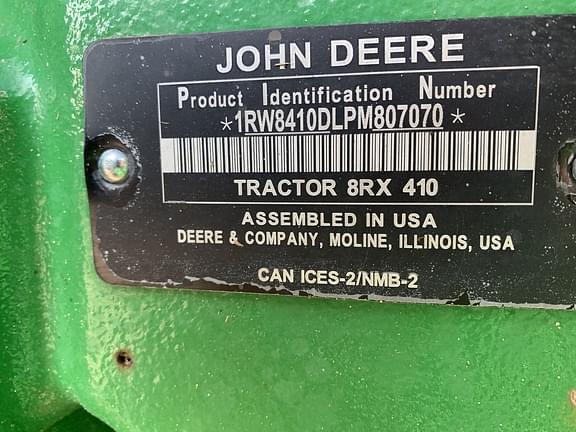 JOHN DEERE
Product Identification Number
*1RW8410DLPM807070*
TRACTOR 8RX 410
ASSEMBLED IN USA
DEERE & COMPANY, MOLINE, ILLINOIS, USA
CAN ICES-2/NMB-2